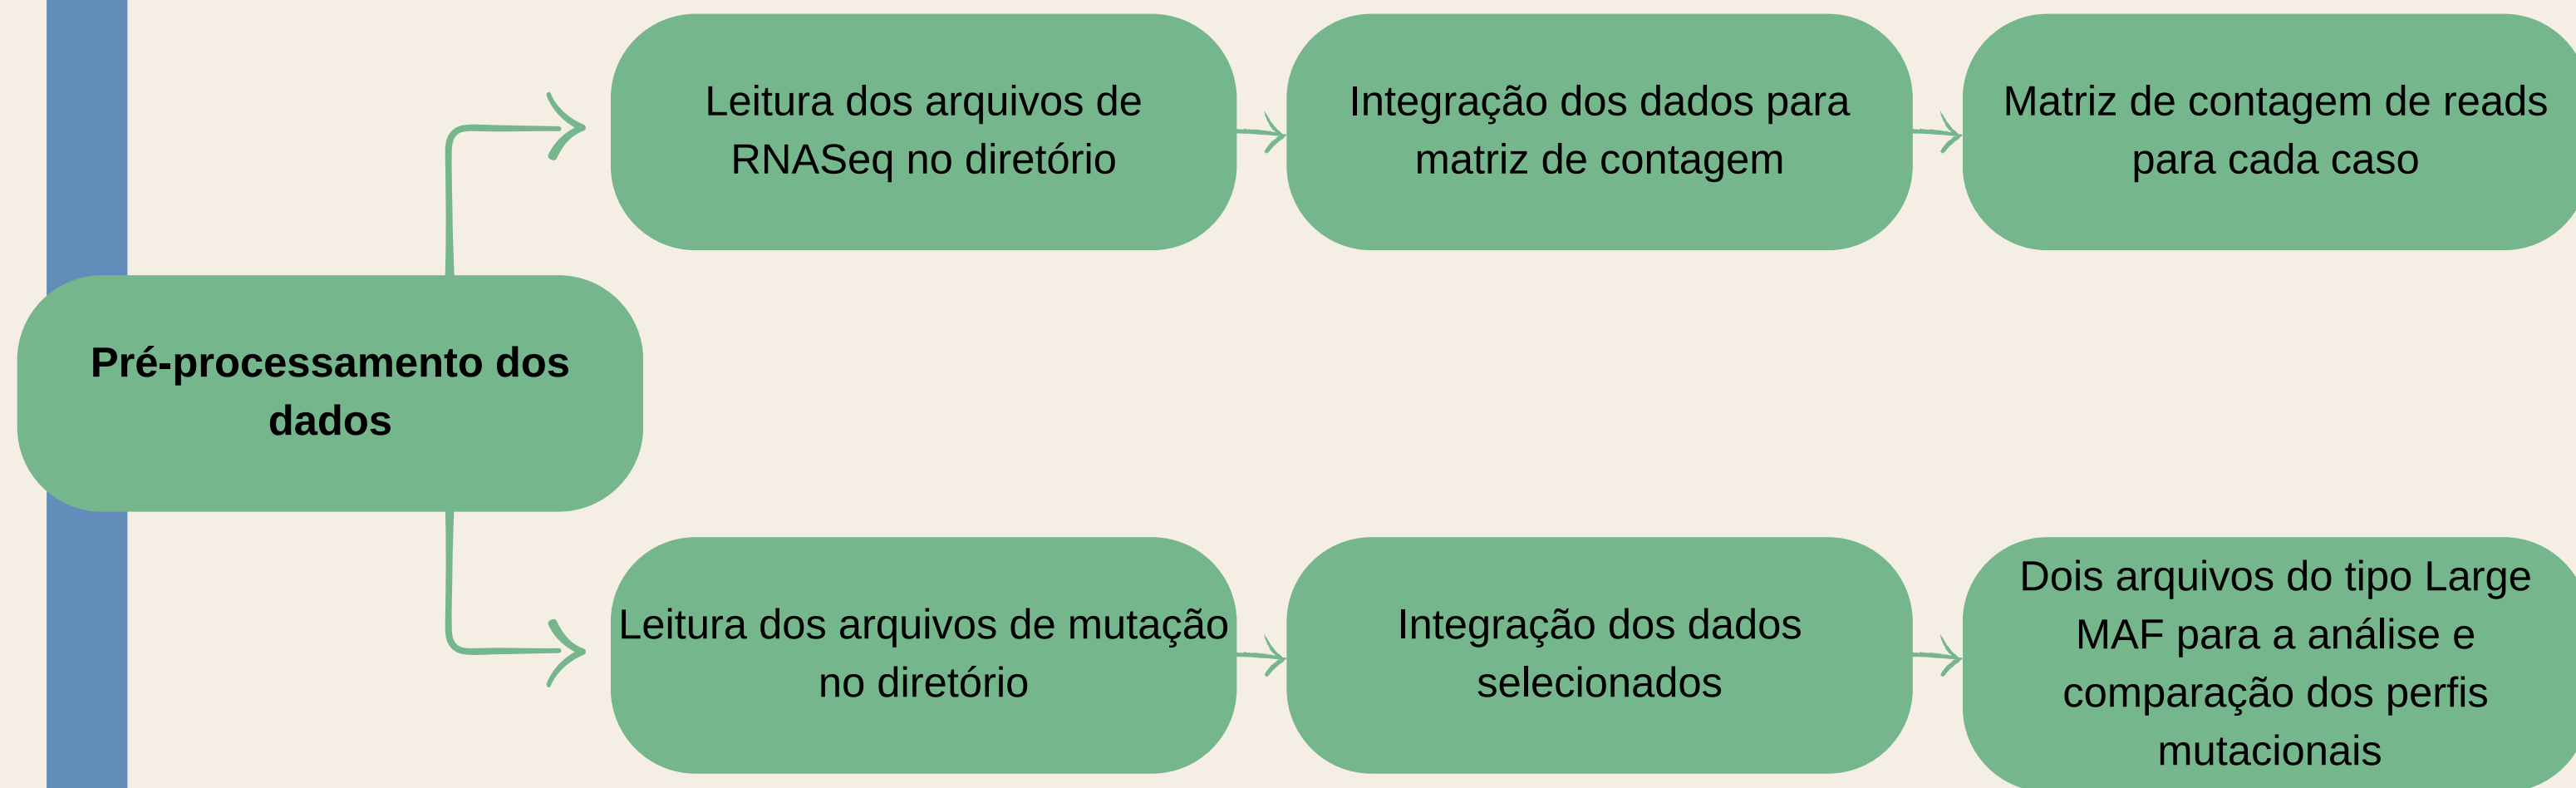 Leitura dos arquivos de
RNASeq no diretório
Integração dos dados para
matriz de contagem
Matriz de contagem de reads
para cada caso
Pré-processamento dos
dados
Leitura dos arquivos de mutação
no diretório
Integração dos dados
selecionados
Dois arquivos do tipo Large
MAF para a análise e
comparação dos perfis
mutacionais